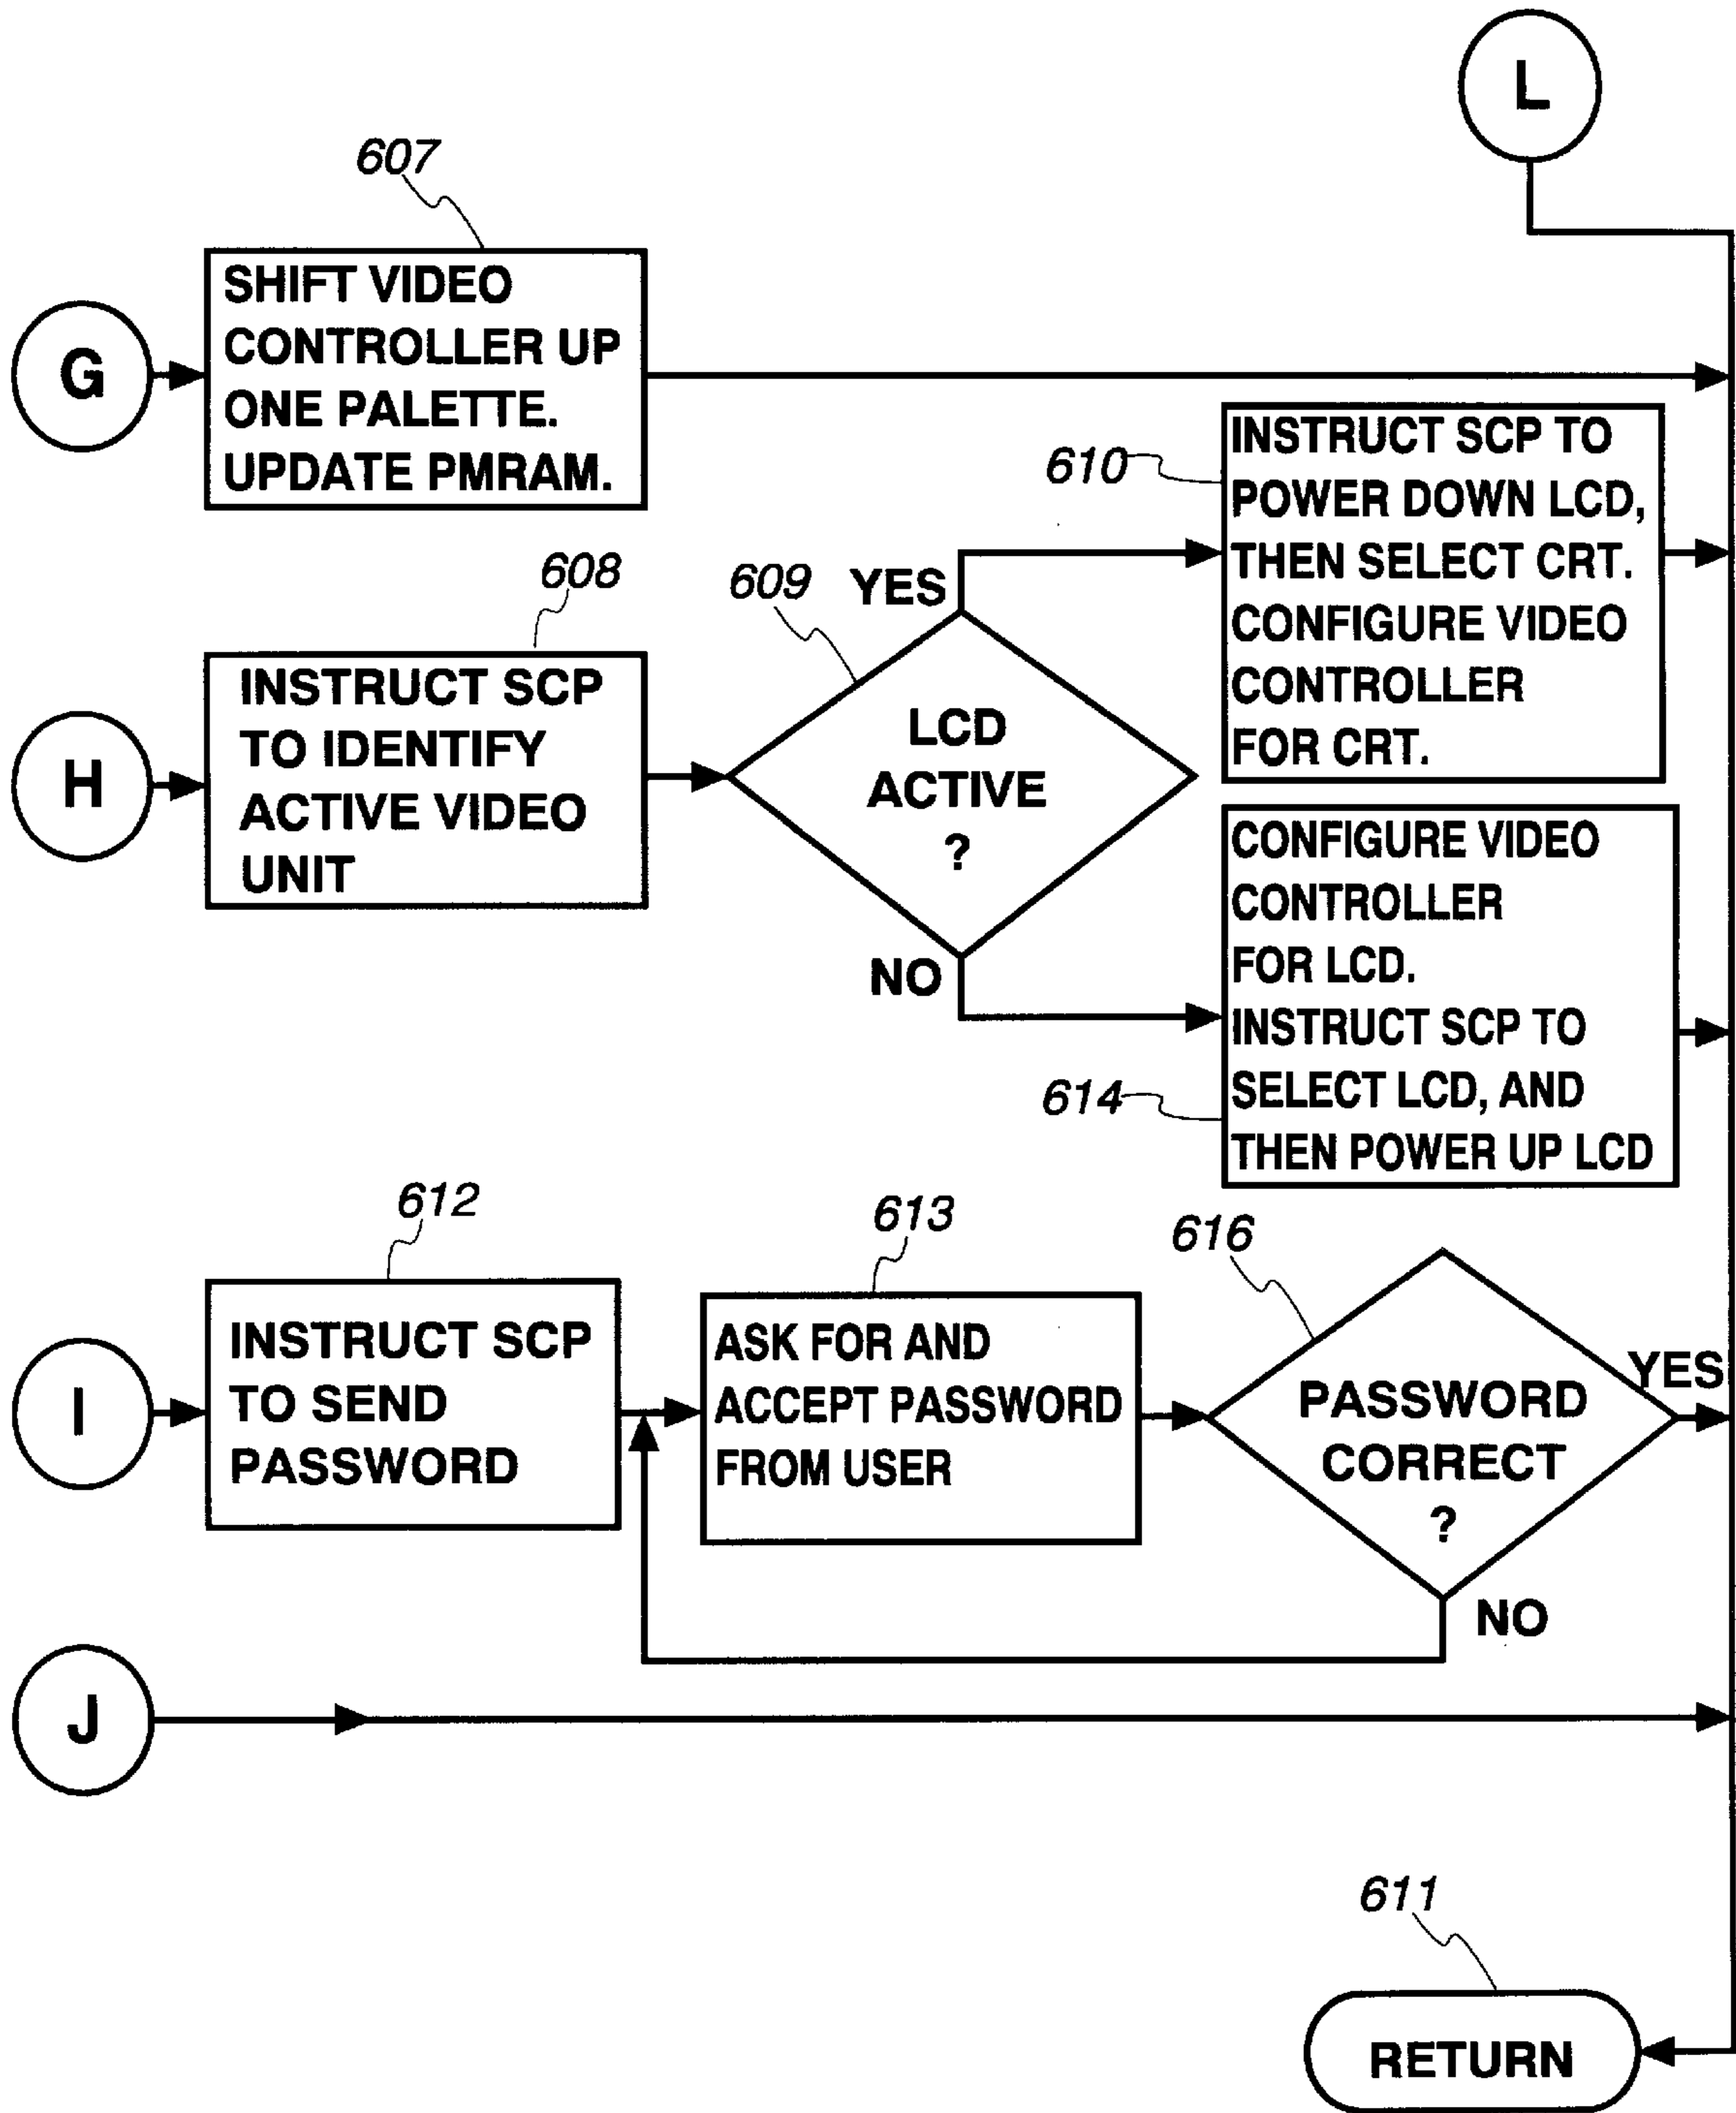 L
607
SHIFT VIDEO
CONTROLLER UP
ONE PALETTE.
UPDATE PMRAM.
G
610
INSTRUCT SCP TO
POWER DOWN LCD,
THEN SELECT CRT.
CONFIGURE VIDEO
CONTROLLER
FOR CRT.
608
609
YES
H
INSTRUCT SCP
TO IDENTIFY
ACTIVE VIDEO
UNIT
LCD
ACTIVE
?
NO
CONFIGURE VIDEO
CONTROLLER
FOR LCD.
INSTRUCT SCP TO
SELECT LCD, AND
THEN POWER UP LCD
614
612
613
616
I
INSTRUCT SCP
TO SEND
PASSWORD
ASK FOR AND
ACCEPT PASSWORD
FROM USER
PASSWORD
CORRECT
?
YES
NO
J
611
RETURN